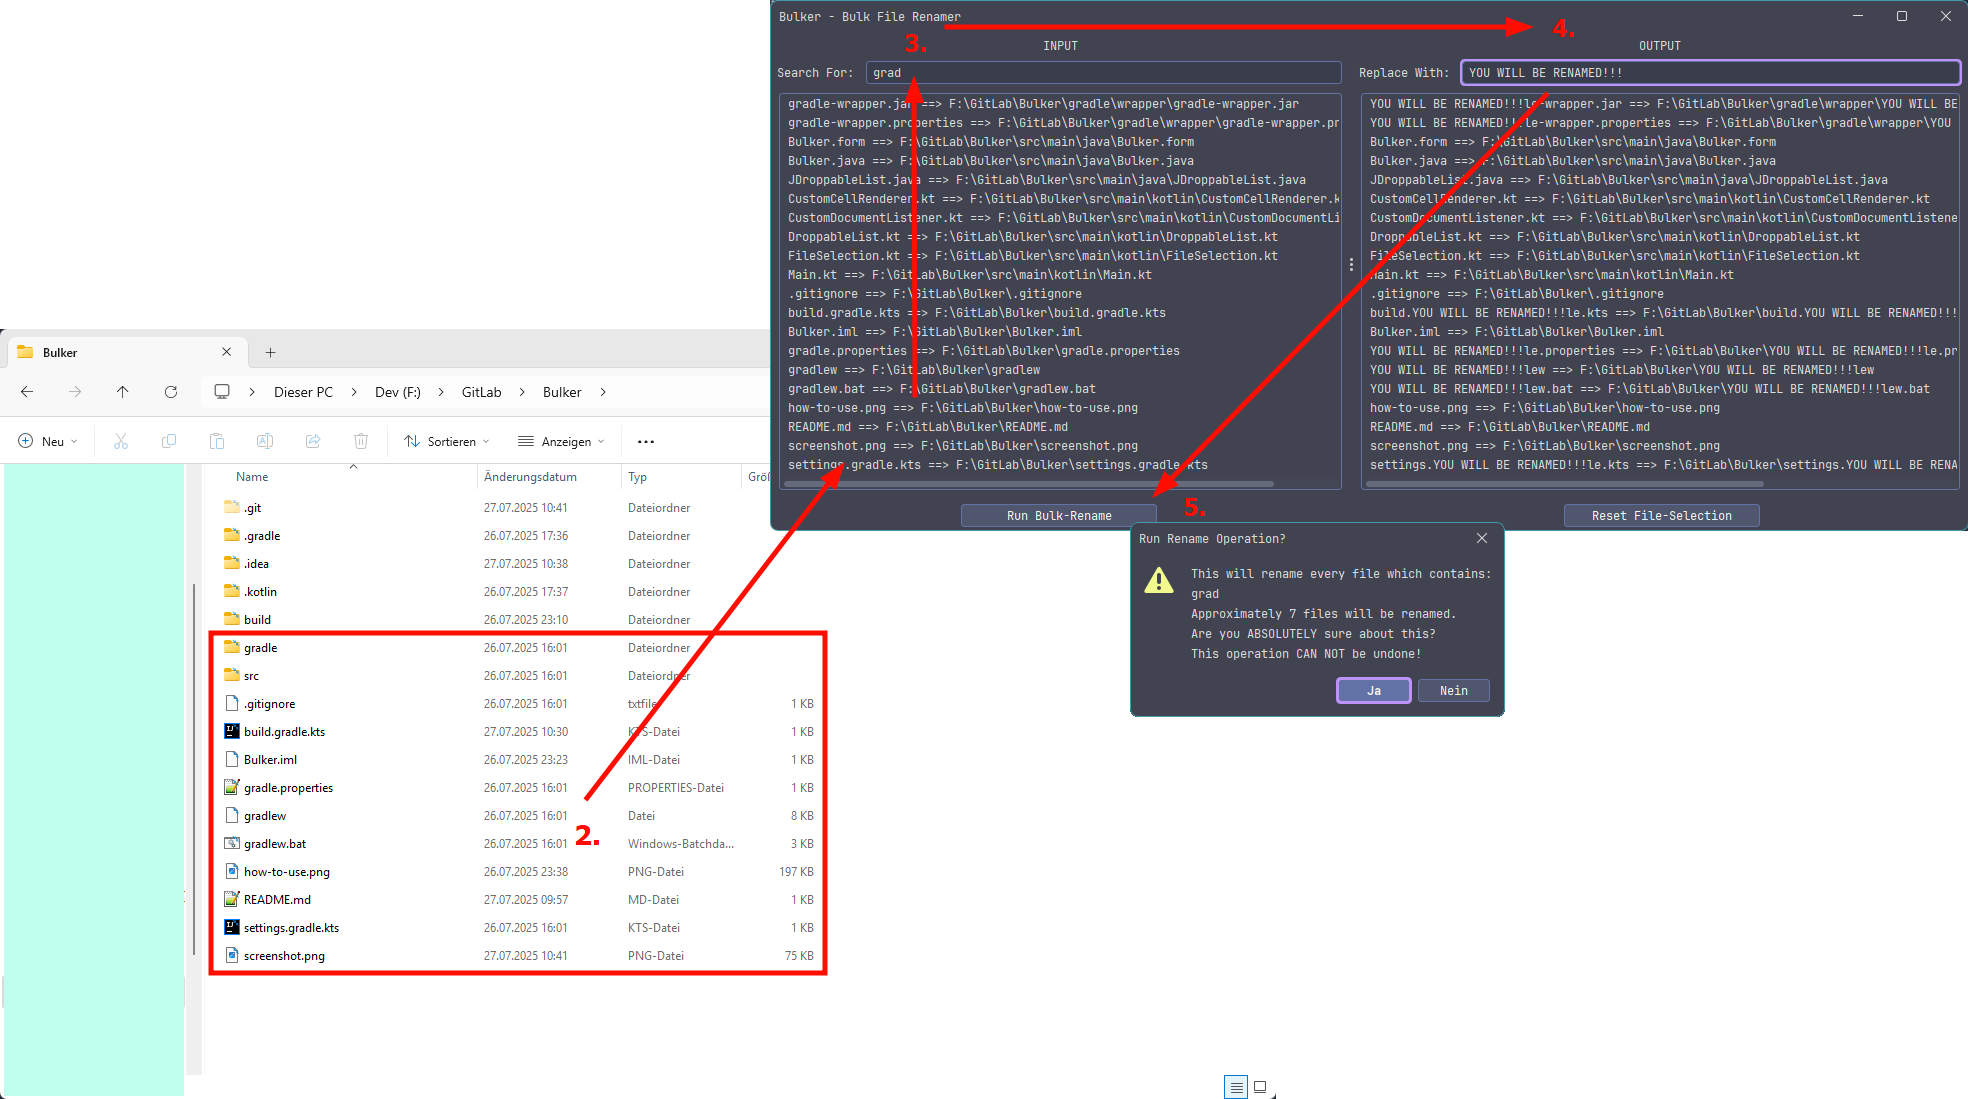 Bulker - Bulk File Renamer
3.
4.
INPUT
OUTPUT
Search For:
grad
Replace With:
YOU WILL BE RENAMED!!!
gradle-wrapper.jar ==> F:\GitLab\Bulker\gradle\wrapper\gradle-wrapper.jar
gradle-wrapper.properties ==> F:\GitLab\Bulker\gradle\wrapper\gradle-wrapper.pr
Bulker.form ==> F:\GitLab\Bulker\src\main\java\Bulker.form
Bulker.java ==> F:\GitLab\Bulker\src\main\java\Bulker.java
JDroppableList.java ==> F:\GitLab\Bulker\src\main\java\JDroppableList.java
CustomCellRenderer.kt ==> F:\GitLab\Bulker\src\main\kotlin\CustomCellRenderer.k
CustomDocumentListener.kt ==> F:\GitLab\Bulker\src\main\kotlin\CustomDocumentLi
DroppableList.kt ==> F:\GitLab\Bulker\src\main\kotlin\DroppableList.kt
FileSelection.kt ==> F:\GitLab\Bulker\src\main\kotlin\FileSelection.kt
Main.kt ==> F:\GitLab\Bulker\src\main\kotlin\Main.kt
.gitignore ==> F:\GitLab\Bulker\.gitignore
build.gradle.kts ==> F:\GitLab\Bulker\build.gradle.kts
Bulker.iml ==> F:\GitLab\Bulker\Bulker.iml
gradle.properties ==> F:\GitLab\Bulker\gradle.properties
gradlew ==> F:\GitLab\Bulker\gradlew
gradlew.bat ==> F:\GitLab\Bulker\gradlew.bat
how-to-use.png ==> F:\GitLab\Bulker\how-to-use.png
README.md ==> F:\GitLab\Bulker\README.md
screenshot.png ==> F:\GitLab\Bulker\screenshot.png
settings.gradle.kts ==> F:\GitLab\Bulker\settings.gradle.kts
YOU WILL BE RENAMED!!!le-wrapper.jar ==> F:\GitLab\Bulker\gradle\wrapper\YOU WILL BE
YOU WILL BE RENAMED!!!le-wrapper.properties ==> F:\GitLab\Bulker\gradle\wrapper\YOU
Bulker.form ==> F:\GitLab\Bulker\src\main\java\Bulker.form
Bulker.java ==> F:\GitLab\Bulker\src\main\java\Bulker.java
JDroppableList.java ==> F:\GitLab\Bulker\src\main\java\JDroppableList.java
CustomCellRenderer.kt ==> F:\GitLab\Bulker\src\main\kotlin\CustomCellRenderer.kt
CustomDocumentListener.kt ==> F:\GitLab\Bulker\src\main\kotlin\CustomDocumentListene
DroppableList.kt ==> F:\GitLab\Bulker\src\main\kotlin\DroppableList.kt
FileSelection.kt ==> F:\GitLab\Bulker\src\main\kotlin\FileSelection.kt
Main.kt ==> F:\GitLab\Bulker\src\main\kotlin\Main.kt
.gitignore ==> F:\GitLab\Bulker\.gitignore
build.YOU WILL BE RENAMED!!!le.kts ==> F:\GitLab\Bulker\build.YOU WILL BE RENAMED!!!
Bulker.iml ==> F:\GitLab\Bulker\Bulker.iml
YOU WILL BE RENAMED!!!le.properties ==> F:\GitLab\Bulker\YOU WILL BE RENAMED!!!le.pr
YOU WILL BE RENAMED!!!lew ==> F:\GitLab\Bulker\YOU WILL BE RENAMED!!!lew
YOU WILL BE RENAMED!!!lew.bat ==> F:\GitLab\Bulker\YOU WILL BE RENAMED!!!lew.bat
how-to-use.png ==> F:\GitLab\Bulker\how-to-use.png
README.md ==> F:\GitLab\Bulker\README.md
screenshot.png ==> F:\GitLab\Bulker\screenshot.png
settings.YOU WILL BE RENAMED!!!le.kts ==> F:\GitLab\Bulker\settings.YOU WILL BE RENA
5.
Run Bulk-Rename
Reset File-Selection
Run Rename Operation?
This will rename every file which contains:
grad
Approximately 7 files will be renamed.
Are you ABSOLUTELY sure about this?
This operation CAN NOT be undone!
Ja
Nein
Bulker
Dieser PC > Dev (F:) > GitLab > Bulker >
Neu
Sortieren
Anzeigen
Name Änderungsdatum Typ Größ
.git 27.07.2025 10:41 Dateiordner
.gradle 26.07.2025 17:36 Dateiordner
.idea 27.07.2025 10:38 Dateiordner
.kotlin 26.07.2025 17:37 Dateiordner
build 26.07.2025 23:10 Dateiordner
gradle 26.07.2025 16:01 Dateiordner
src 26.07.2025 16:01 Dateiordner
.gitignore 26.07.2025 16:01 txtfile 1 KB
build.gradle.kts 27.07.2025 10:30 KTS-Datei 1 KB
Bulker.iml 26.07.2025 23:23 IML-Datei 1 KB
gradle.properties 26.07.2025 16:01 PROPERTIES-Datei 1 KB
gradlew 26.07.2025 16:01 Datei 8 KB
2.
gradlew.bat 26.07.2025 16:01 Windows-Batchda... 3 KB
how-to-use.png 26.07.2025 23:38 PNG-Datei 197 KB
README.md 27.07.2025 09:57 MD-Datei 1 KB
settings.gradle.kts 26.07.2025 16:01 KTS-Datei 1 KB
screenshot.png 27.07.2025 10:41 PNG-Datei 75 KB